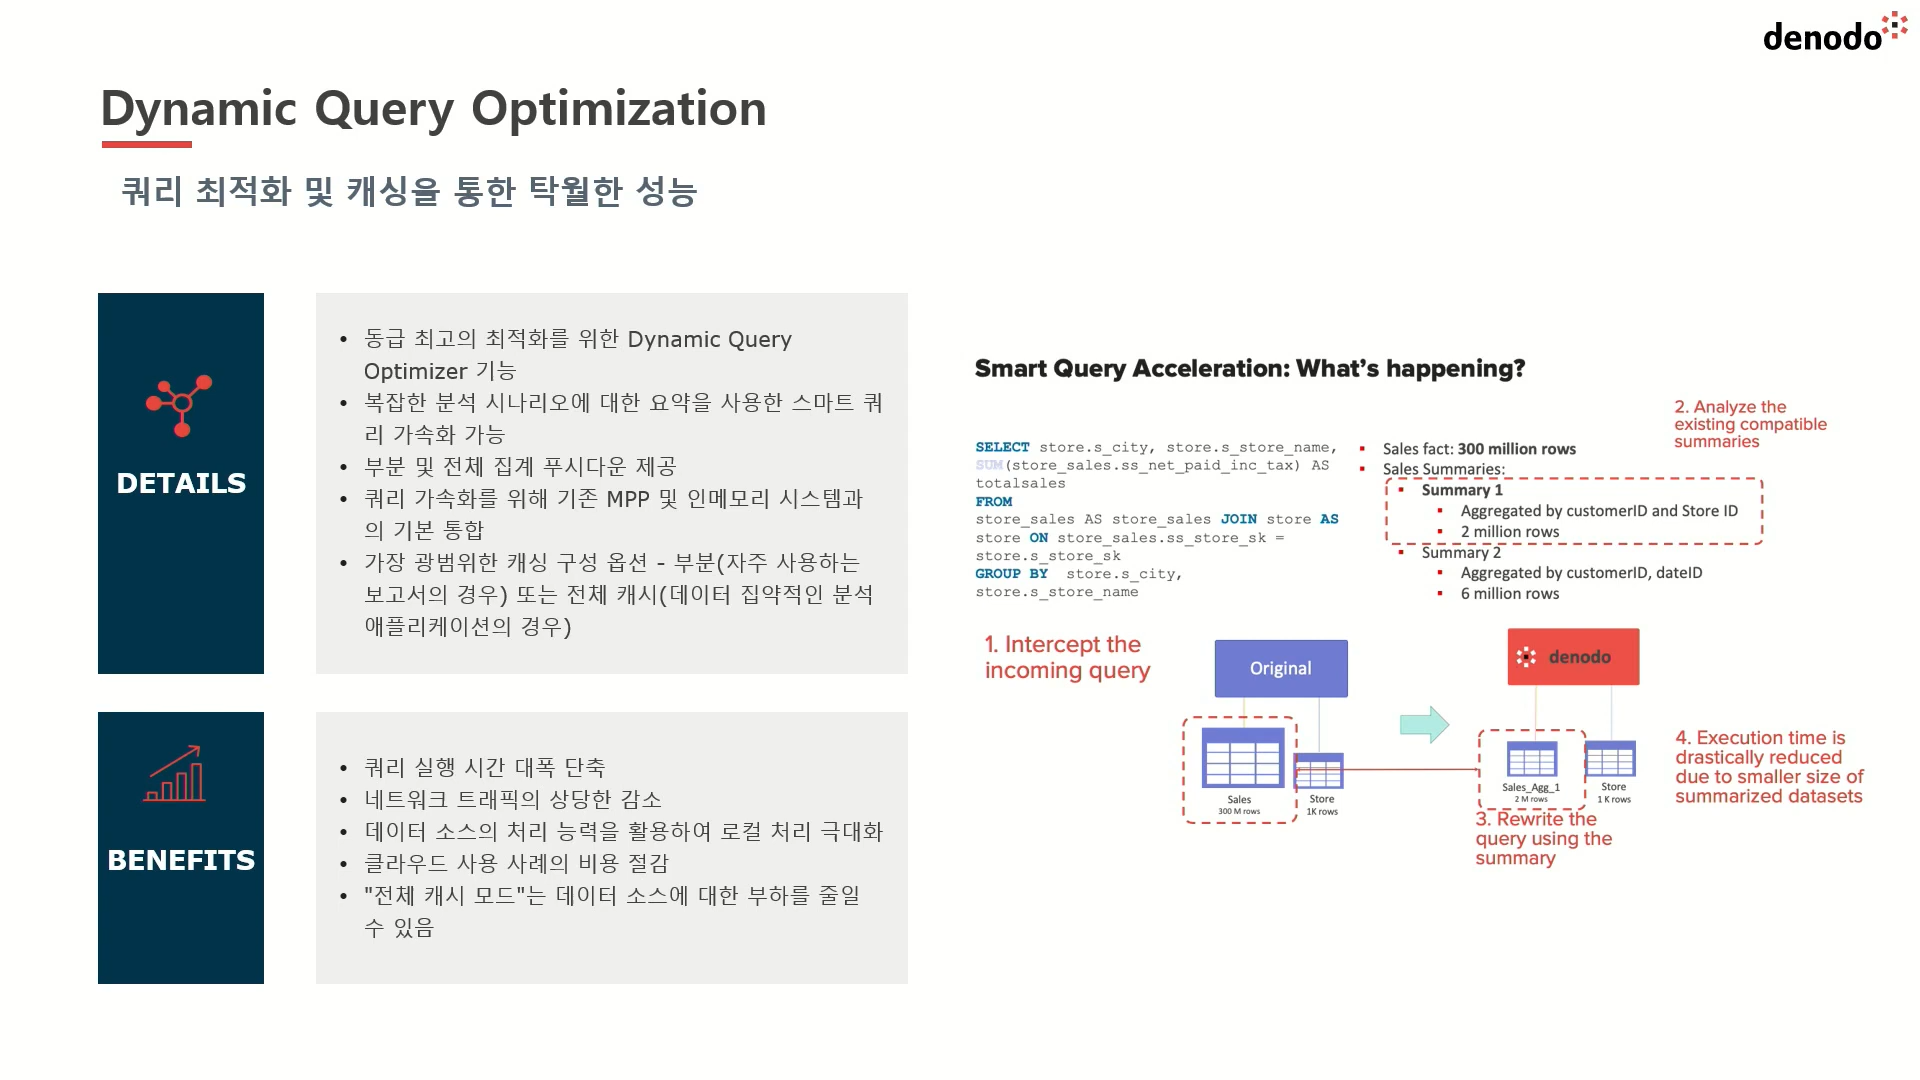 denodo
Dynamic Query Optimization
쿼리 최적화 및 캐싱을 통한 탁월한 성능
DETAILS
• 동급 최고의 최적화를 위한 Dynamic Query
Optimizer 기능
• 복잡한 분석 시나리오에 대한 요약을 사용한 스마트 쿼
리 가속화 가능
• 부분 및 전체 집계 푸시다운 제공
• 쿼리 가속화를 위해 기존 MPP 및 인메모리 시스템과
의 기본 통합
• 가장 광범위한 캐싱 구성 옵션 - 부분(자주 사용하는
보고서의 경우) 또는 전체 캐시(데이터 집약적인 분석
애플리케이션의 경우)
BENEFITS
• 쿼리 실행 시간 대폭 단축
• 네트워크 트래픽의 상당한 감소
• 데이터 소스의 처리 능력을 활용하여 로컬 처리 극대화
• 클라우드 사용 사례의 비용 절감
• "전체 캐시 모드"는 데이터 소스에 대한 부하를 줄일
수 있음
Smart Query Acceleration: What's happening?
SELECT store.s_city, store.s_store_name,
SUM(store_sales.ss_net_paid_inc_tax) AS
totalsales
FROM
store_sales AS store_sales JOIN store AS
store ON store_sales.ss_store_sk =
store.s_store_sk
GROUP BY store.s_city,
store.s_store_name
2. Analyze the
existing compatible
summaries
▪ Sales fact: 300 million rows
▪ Sales Summaries:
▪ Summary 1
▪ Aggregated by customerID and Store ID
▪ 2 million rows
▪ Summary 2
▪ Aggregated by customerID, dateID
▪ 6 million rows
1. Intercept the
incoming query
Original
Sales
300 M rows
Store
1K rows
denodo
Sales_Agg_1
2 M rows
Store
1 K rows
3. Rewrite the
query using the
summary
4. Execution time is
drastically reduced
due to smaller size of
summarized datasets